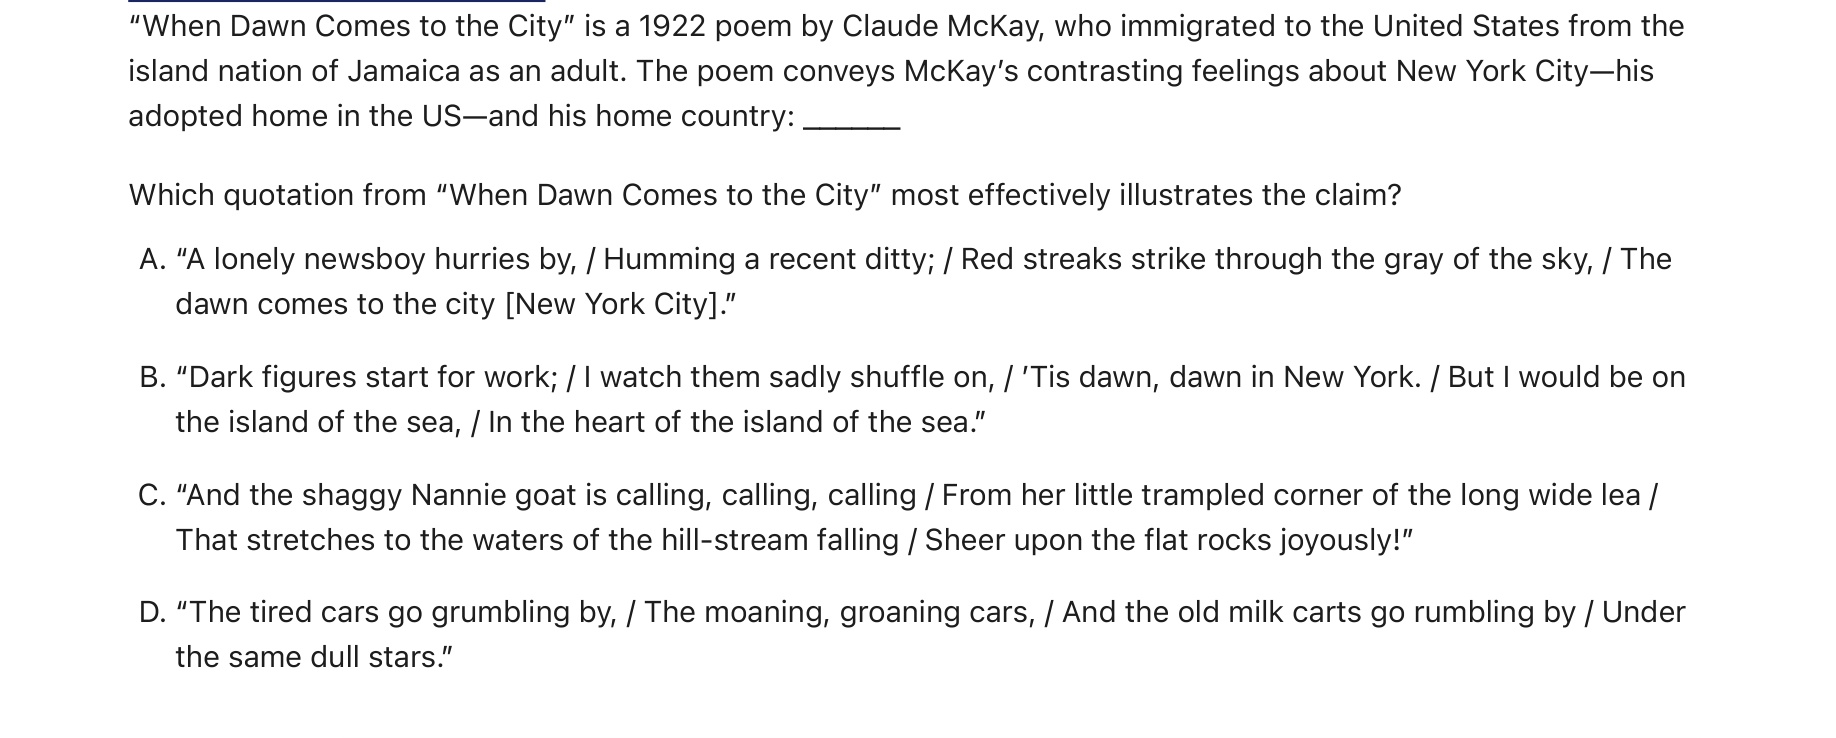 “When Dawn Comes to the City” is a 1922 poem by Claude McKay, who immigrated to the United States from the
island nation of Jamaica as an adult. The poem conveys McKay’s contrasting feelings about New York City—his
adopted home in the US—and his home country: ______
Which quotation from “When Dawn Comes to the City” most effectively illustrates the claim?
A. “A lonely newsboy hurries by, / Humming a recent ditty; / Red streaks strike through the gray of the sky, / The
dawn comes to the city [New York City].”
B. “Dark figures start for work; / I watch them sadly shuffle on, / ’Tis dawn, dawn in New York. / But I would be on
the island of the sea, / In the heart of the island of the sea.”
C. “And the shaggy Nannie goat is calling, calling, calling / From her little trampled corner of the long wide lea /
That stretches to the waters of the hill-stream falling / Sheer upon the flat rocks joyously!”
D. “The tired cars go grumbling by, / The moaning, groaning cars, / And the old milk carts go rumbling by / Under
the same dull stars.”